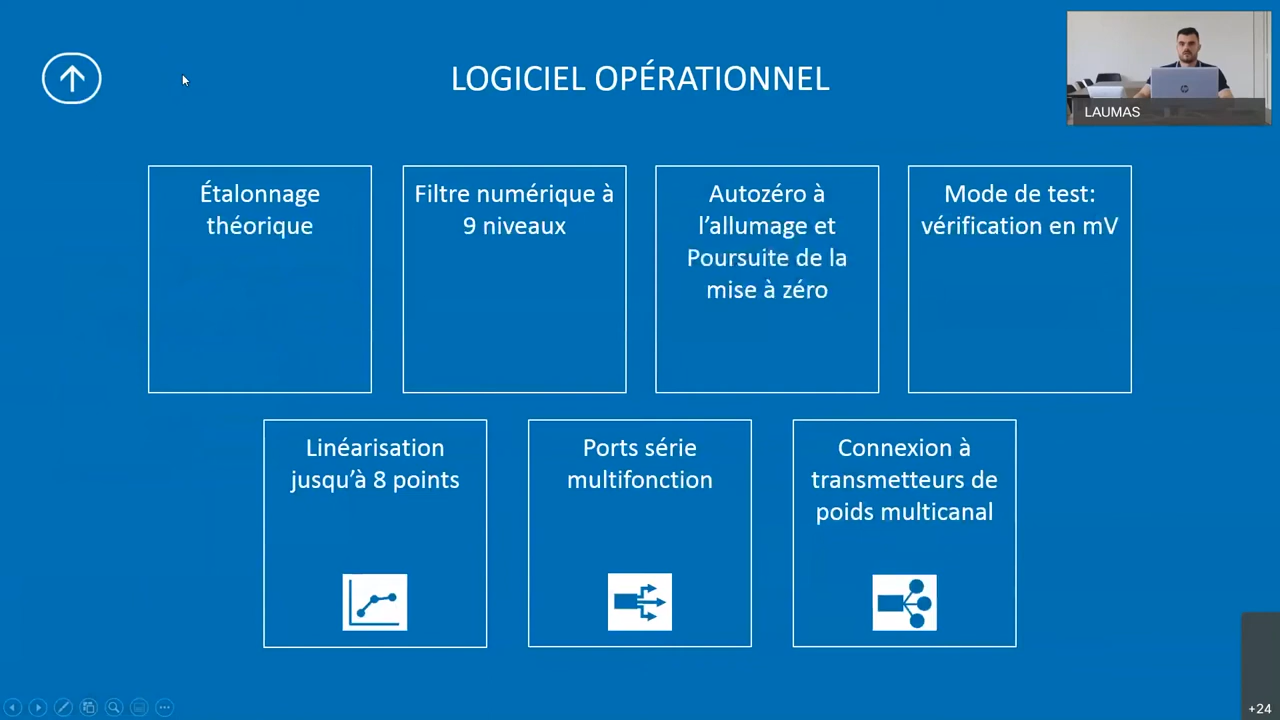 LOGICIEL OPÉRATIONNEL
LAUMAS
Étalonnage
théorique
Filtre numérique à
9 niveaux
Autozéro à
l’allumage et
Poursuite de la
mise à zéro
Mode de test:
vérification en mV
Linéarisation
jusqu’à 8 points
Ports série
multifonction
Connexion à
transmetteurs de
poids multicanal
+24